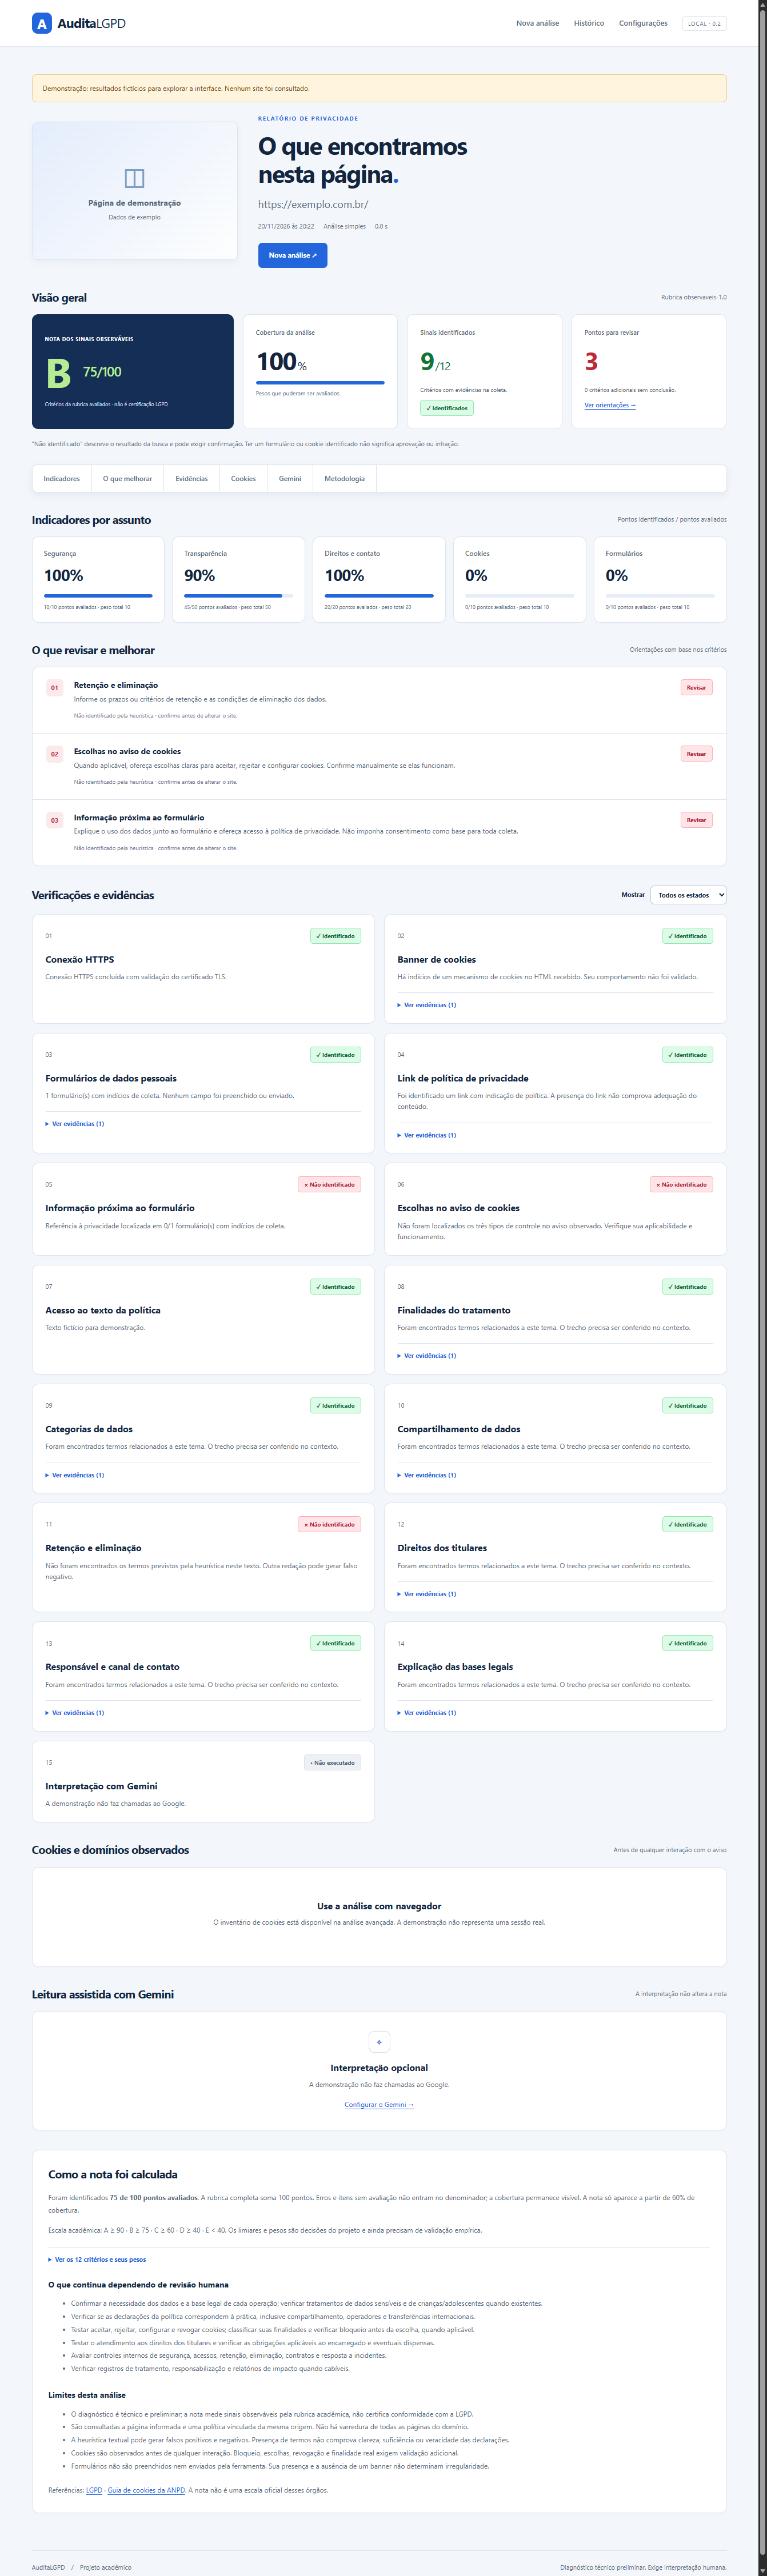 A AuditaLGPD
Nova análise Histórico Configurações LOCAL · 0.2
Demonstração: resultados fictícios para explorar a interface. Nenhum site foi consultado.
Página de demonstração
Dados de exemplo
RELATÓRIO DE PRIVACIDADE
O que encontramos
nesta página.
https://exemplo.com.br/
20/11/2026 às 20:22 Análise simples 0.0 s
Nova análise ↗
Visão geral
Rubrica observaveis-1.0
NOTA DOS SINAIS OBSERVÁVEIS
B 75/100
Critérios da rubrica avaliados · não é certificação LGPD
Cobertura da análise
100%
Pesos que puderam ser avaliados.
Sinais identificados
9/12
Critérios com evidências na coleta.
✓ Identificados
Pontos para revisar
3
0 critérios adicionais sem conclusão.
Ver orientações →
"Não identificado" descreve o resultado da busca e pode exigir confirmação. Ter um formulário ou cookie identificado não significa aprovação ou infração.
Indicadores O que melhorar Evidências Cookies Gemini Metodologia
Indicadores por assunto
Pontos identificados / pontos avaliados
Segurança
100%
10/10 pontos avaliados · peso total 10
Transparência
90%
45/50 pontos avaliados · peso total 50
Direitos e contato
100%
20/20 pontos avaliados · peso total 20
Cookies
0%
0/10 pontos avaliados · peso total 10
Formulários
0%
0/10 pontos avaliados · peso total 10
O que revisar e melhorar
Orientações com base nos critérios
01 Retenção e eliminação Revisar
Informe os prazos ou critérios de retenção e as condições de eliminação dos dados.
Não identificado pela heurística · confirme antes de alterar o site.
02 Escolhas no aviso de cookies Revisar
Quando aplicável, ofereça escolhas claras para aceitar, rejeitar e configurar cookies. Confirme manualmente se elas funcionam.
Não identificado pela heurística · confirme antes de alterar o site.
03 Informação próxima ao formulário Revisar
Explique o uso dos dados junto ao formulário e ofereça acesso à política de privacidade. Não imponha consentimento como base para toda coleta.
Não identificado pela heurística · confirme antes de alterar o site.
Verificações e evidências
Mostrar Todos os estados
01 ✓ Identificado
Conexão HTTPS
Conexão HTTPS concluída com validação do certificado TLS.
02 ✓ Identificado
Banner de cookies
Há indícios de um mecanismo de cookies no HTML recebido. Seu comportamento não foi validado.
▶ Ver evidências (1)
03 ✓ Identificado
Formulários de dados pessoais
1 formulário(s) com indícios de coleta. Nenhum campo foi preenchido ou enviado.
▶ Ver evidências (1)
04 ✓ Identificado
Link de política de privacidade
Foi identificado um link com indicação de política. A presença do link não comprova adequação do
conteúdo.
▶ Ver evidências (1)
05 × Não identificado
Informação próxima ao formulário
Referência à privacidade localizada em 0/1 formulário(s) com indícios de coleta.
06 × Não identificado
Escolhas no aviso de cookies
Não foram localizados os três tipos de controle no aviso observado. Verifique sua aplicabilidade e
funcionamento.
07 ✓ Identificado
Acesso ao texto da política
Texto fictício para demonstração.
08 ✓ Identificado
Finalidades do tratamento
Foram encontrados termos relacionados a este tema. O trecho precisa ser conferido no contexto.
▶ Ver evidências (1)
09 ✓ Identificado
Categorias de dados
Foram encontrados termos relacionados a este tema. O trecho precisa ser conferido no contexto.
▶ Ver evidências (1)
10 ✓ Identificado
Compartilhamento de dados
Foram encontrados termos relacionados a este tema. O trecho precisa ser conferido no contexto.
▶ Ver evidências (1)
11 × Não identificado
Retenção e eliminação
Não foram encontrados os termos previstos pela heurística neste texto. Outra redação pode gerar falso
negativo.
12 ✓ Identificado
Direitos dos titulares
Foram encontrados termos relacionados a este tema. O trecho precisa ser conferido no contexto.
▶ Ver evidências (1)
13 ✓ Identificado
Responsável e canal de contato
Foram encontrados termos relacionados a este tema. O trecho precisa ser conferido no contexto.
▶ Ver evidências (1)
14 ✓ Identificado
Explicação das bases legais
Foram encontrados termos relacionados a este tema. O trecho precisa ser conferido no contexto.
▶ Ver evidências (1)
15 • Não executado
Interpretação com Gemini
A demonstração não faz chamadas ao Google.
Cookies e domínios observados
Antes de qualquer interação com o aviso
Use a análise com navegador
O inventário de cookies está disponível na análise avançada. A demonstração não representa uma sessão real.
Leitura assistida com Gemini
A interpretação não altera a nota
Interpretação opcional
A demonstração não faz chamadas ao Google.
Configurar o Gemini →
Como a nota foi calculada
Foram identificados 75 de 100 pontos avaliados. A rubrica completa soma 100 pontos. Erros e itens sem avaliação não entram no denominador; a cobertura permanece visível. A nota só aparece a partir de 60% de
cobertura.
Escala acadêmica: A ≥ 90 · B ≥ 75 · C ≥ 60 · D ≥ 40 · E < 40. Os limiares e pesos são decisões do projeto e ainda precisam de validação empírica.
▶ Ver os 12 critérios e seus pesos
O que continua dependendo de revisão humana
• Confirmar a necessidade dos dados e a base legal de cada operação; verificar tratamentos de dados sensíveis e de crianças/adolescentes quando existentes.
• Verificar se as declarações da política correspondem à prática, inclusive compartilhamento, operadores e transferências internacionais.
• Testar aceitar, rejeitar, configurar e revogar cookies; classificar suas finalidades e verificar bloqueio antes da escolha, quando aplicável.
• Testar o atendimento aos direitos dos titulares e verificar as obrigações aplicáveis ao encarregado e eventuais dispensas.
• Avaliar controles internos de segurança, acessos, retenção, eliminação, contratos e resposta a incidentes.
• Verificar registros de tratamento, responsabilização e relatórios de impacto quando cabíveis.
Limites desta análise
• O diagnóstico é técnico e preliminar; a nota mede sinais observáveis pela rubrica acadêmica, não certifica conformidade com a LGPD.
• São consultadas a página informada e uma política vinculada da mesma origem. Não há varredura de todas as páginas do domínio.
• A heurística textual pode gerar falsos positivos e negativos. Presença de termos não comprova clareza, suficiência ou veracidade das declarações.
• Cookies são observados antes de qualquer interação. Bloqueio, escolhas, revogação e finalidade real exigem validação adicional.
• Formulários não são preenchidos nem enviados pela ferramenta. Sua presença e a ausência de um banner não determinam irregularidade.
Referências: LGPD · Guia de cookies da ANPD. A nota não é uma escala oficial desses órgãos.
AuditaLGPD / Projeto acadêmico
Diagnóstico técnico preliminar. Exige interpretação humana.